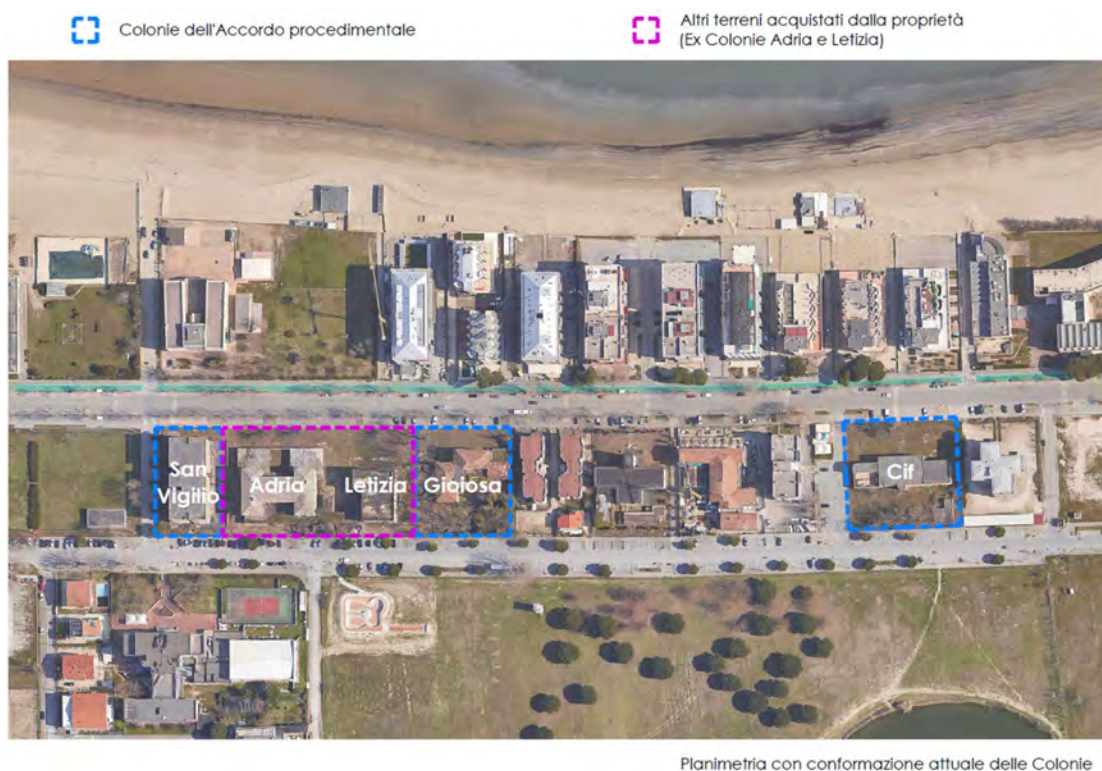 Colonie dell'Accordo procedimentale
Altri terreni acquistati dalla proprietà
(Ex Colonie Adria e Letizia)
San
Vigilio
Adria
Letizia
Gioiosa
Cif
Planimetria con conformazione attuale delle Colonie